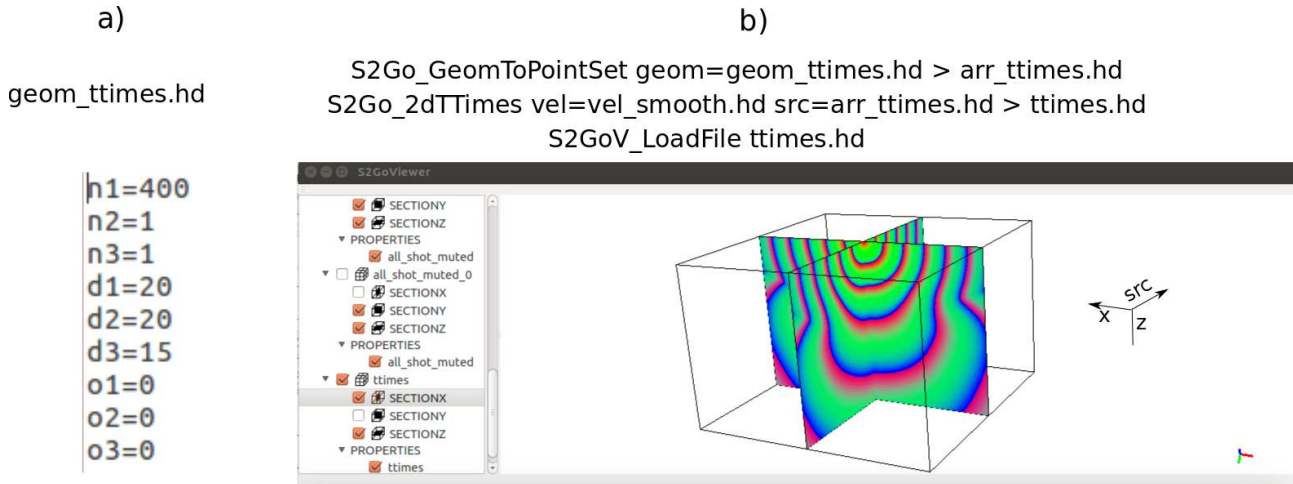 a)
geom_ttimes.hd
n1=400
n2=1
n3=1
d1=20
d2=20
d3=15
o1=0
o2=0
o3=0
b)
S2Go_GeomToPointSet geom=geom_ttimes.hd > arr_ttimes.hd
S2Go_2dTTimes vel=vel_smooth.hd src=arr_ttimes.hd > ttimes.hd
S2GoV_LoadFile ttimes.hd
S2GoViewer
SECTIONY
SECTIONZ
PROPERTIES
all_shot_muted
all_shot_muted_0
SECTIONX
SECTIONY
SECTIONZ
PROPERTIES
all_shot_muted
ttimes
SECTIONX
SECTIONY
SECTIONZ
PROPERTIES
ttimes
src
x
z